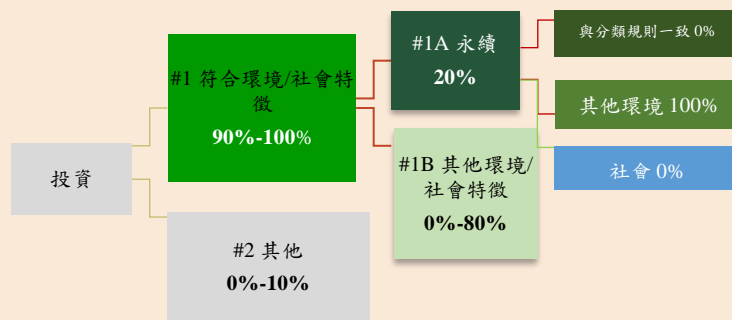 投資
#1 符合環境/社會特
徵
90%-100%
#2 其他
0%-10%
#1A 永續
20%
#1B 其他環境/
社會特徵
0%-80%
與分類規則一致 0%
其他環境 100%
社會 0%